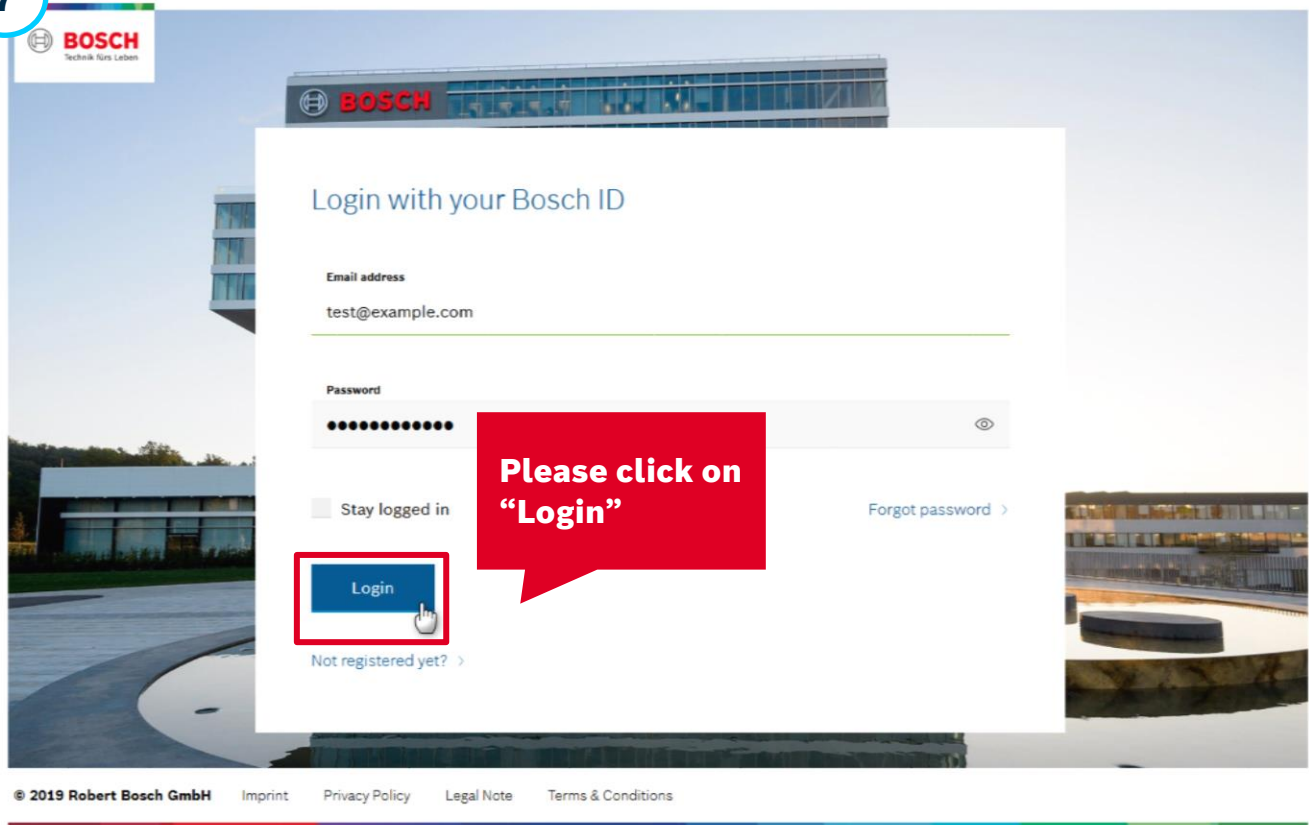 BOSCH
Technik fürs Leben
BOSCH
Login with your Bosch ID
Email address
test@example.com
Password
●●●●●●●●●●●●
Please click on
“Login”
Stay logged in
Forgot password >
Login
Not registered yet? >
© 2019 Robert Bosch GmbH Imprint Privacy Policy Legal Note Terms & Conditions